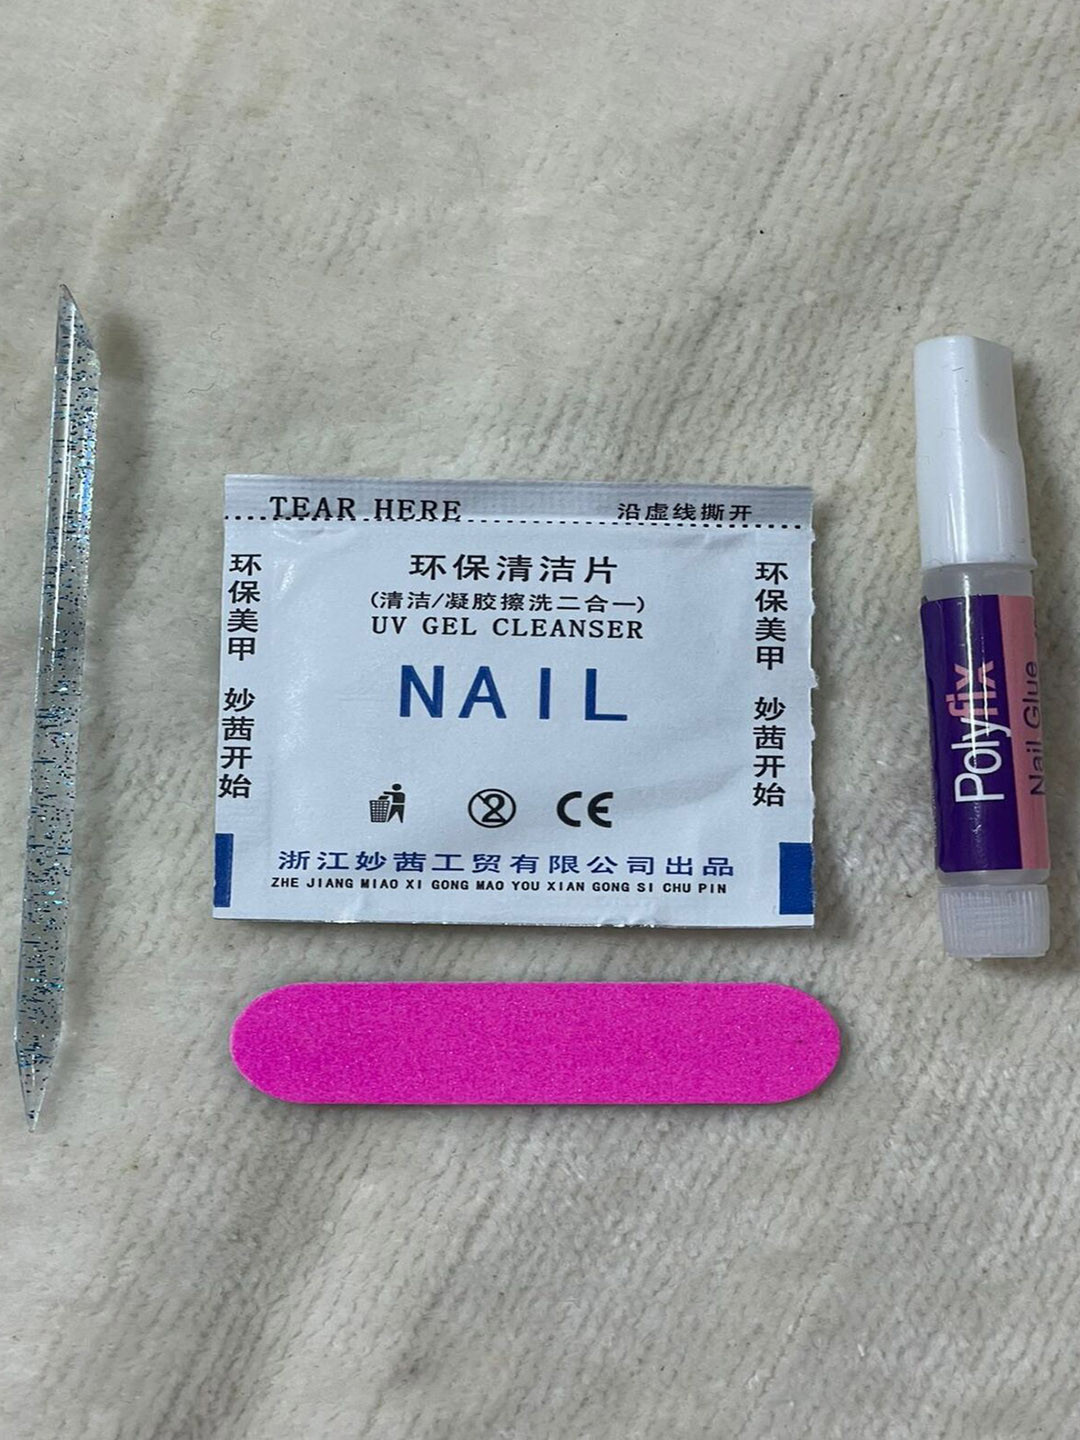 TEAR HERE
沿虚线撕开
环保清洁片
(清洁/凝胶擦洗二合一)
UV GEL CLEANSER
NAIL
环保美甲 妙茜开始
环保美甲 妙茜开始
CE
浙江妙茜工贸有限公司出品
ZHE JIANG MIAO XI GONG MAO YOU XIAN GONG SI CHU PIN
Polyfix
Nail Glue